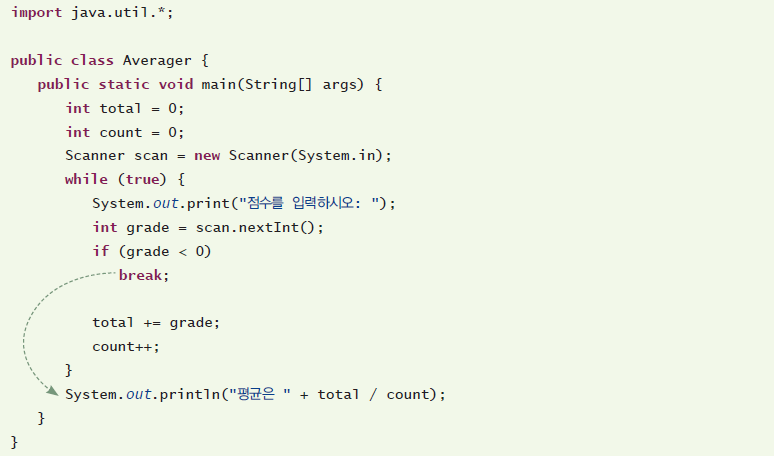 import java.util.*;
public class Averager {
public static void main(String[] args) {
int total = 0;
int count = 0;
Scanner scan = new Scanner(System.in);
while (true) {
System.out.print("점수를 입력하시오: ");
int grade = scan.nextInt();
if (grade < 0)
break;
total += grade;
count++;
}
System.out.println("평균은 " + total / count);
}
}